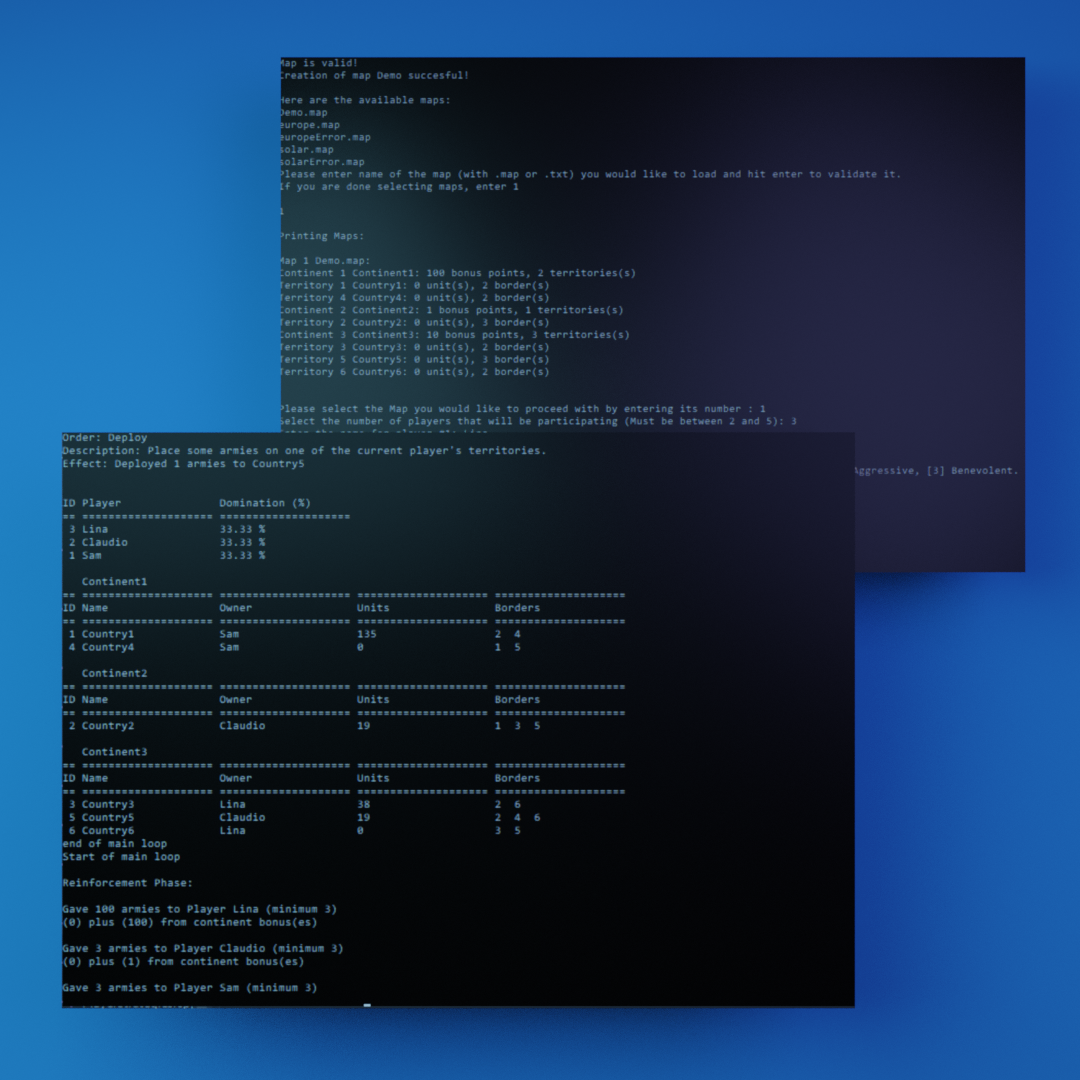 Map is valid!
Creation of map Demo succesful!
Here are the available maps:
Demo.map
europe.map
europeError.map
solar.map
solarError.map
Please enter name of the map (with .map or .txt) you would like to load and hit enter to validate it.
If you are done selecting maps, enter 1
1
Printing Maps:
Map 1 Demo.map:
Continent 1 Continent1: 100 bonus points, 2 territories(s)
Territory 1 Country1: 0 unit(s), 2 border(s)
Territory 4 Country4: 0 unit(s), 2 border(s)
Continent 2 Continent2: 1 bonus points, 1 territories(s)
Territory 2 Country2: 0 unit(s), 3 border(s)
Continent 3 Continent3: 10 bonus points, 3 territories(s)
Territory 3 Country3: 0 unit(s), 2 border(s)
Territory 5 Country5: 0 unit(s), 3 border(s)
Territory 6 Country6: 0 unit(s), 2 border(s)
Please select the Map you would like to proceed with by entering its number : 1
Select the number of players that will be participating (Must be between 2 and 5): 3
Aggressive, [3] Benevolent.
Order: Deploy
Description: Place some armies on one of the current player's territories.
Effect: Deployed 1 armies to Country5
ID Player Domination (%)
== ==================== ====================
3 Lina 33.33 %
2 Claudio 33.33 %
1 Sam 33.33 %
Continent1
== ==================== ==================== ==================== ====================
ID Name Owner Units Borders
== ==================== ==================== ==================== ====================
1 Country1 Sam 135 2 4
4 Country4 Sam 0 1 5
Continent2
== ==================== ==================== ==================== ====================
ID Name Owner Units Borders
== ==================== ==================== ==================== ====================
2 Country2 Claudio 19 1 3 5
Continent3
== ==================== ==================== ==================== ====================
ID Name Owner Units Borders
== ==================== ==================== ==================== ====================
3 Country3 Lina 38 2 6
5 Country5 Claudio 19 2 4 6
6 Country6 Lina 0 3 5
end of main loop
Start of main loop
Reinforcement Phase:
Gave 100 armies to Player Lina (minimum 3)
(0) plus (100) from continent bonus(es)
Gave 3 armies to Player Claudio (minimum 3)
(0) plus (1) from continent bonus(es)
Gave 3 armies to Player Sam (minimum 3)